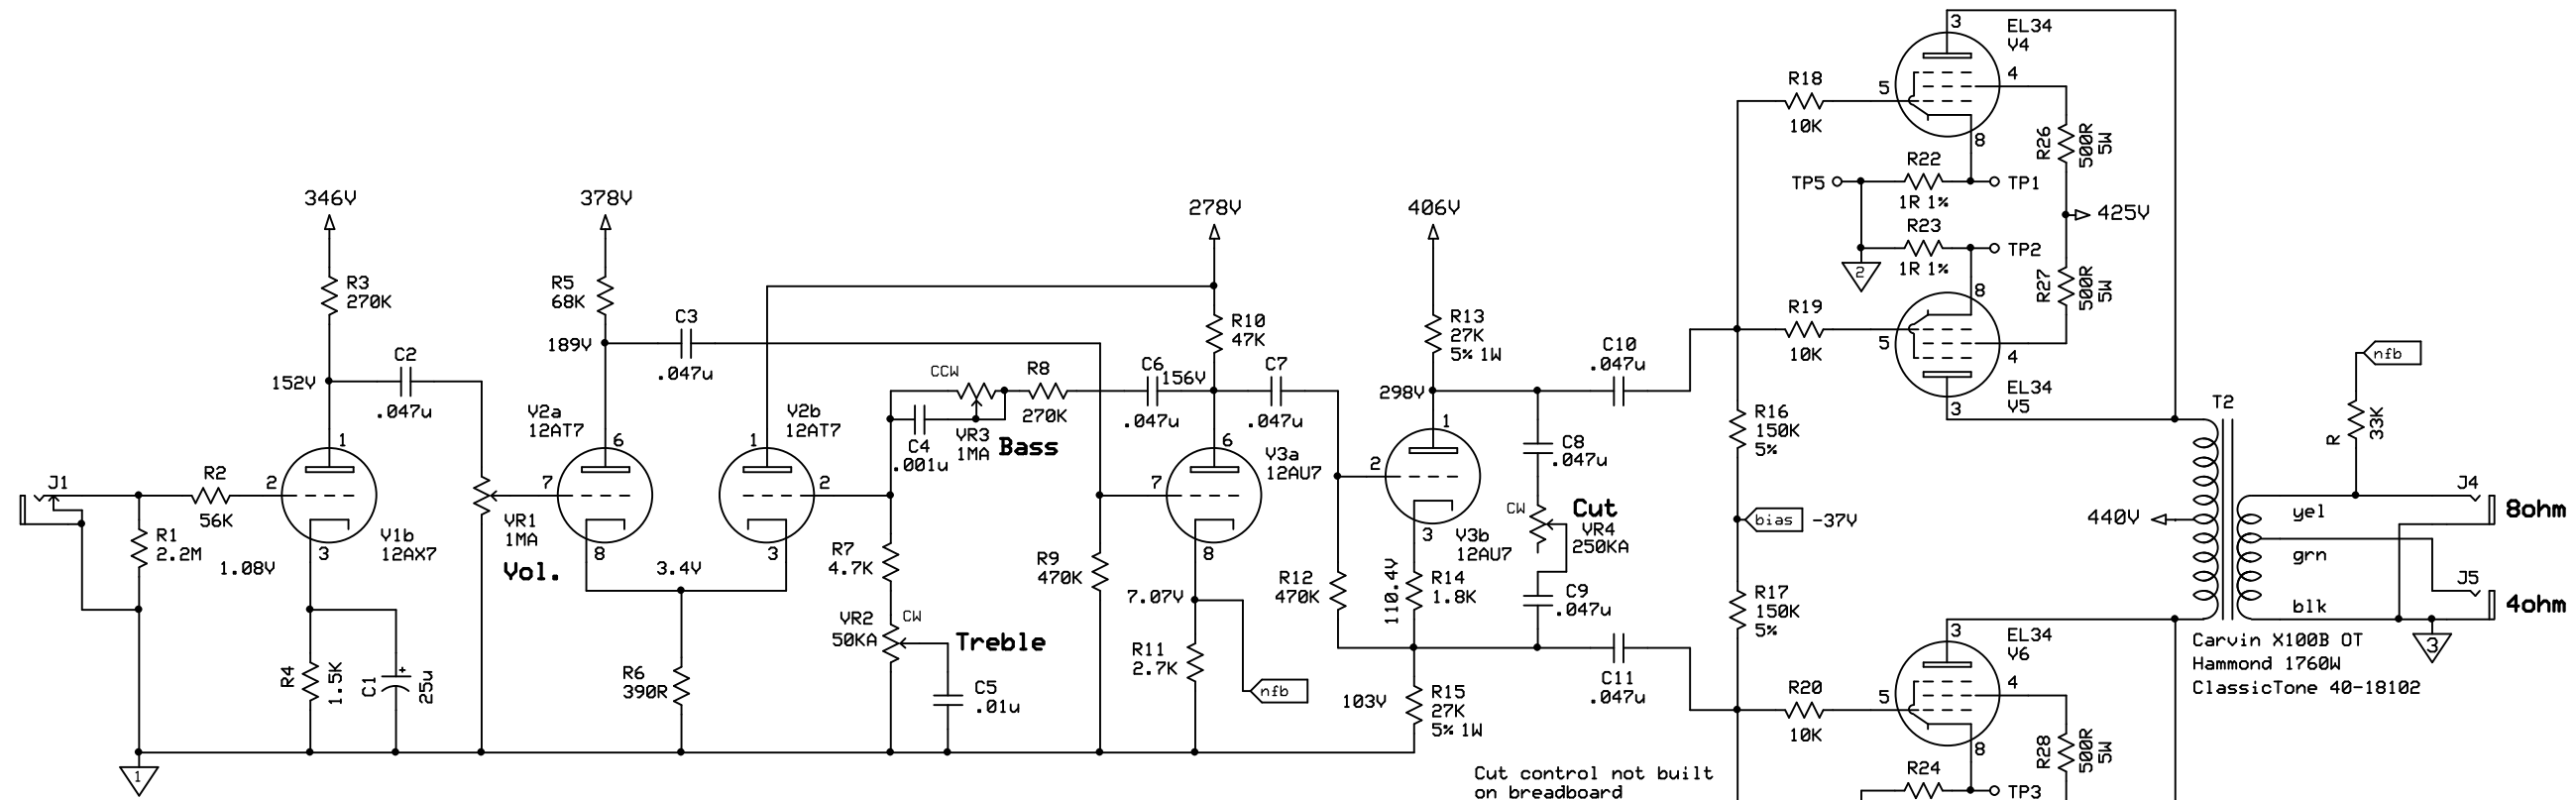 346V
R3
270K
152V
C2
.047u
J1
R1
2.2M
R2
56K
2
1
3
V1b
12AX7
1.08V
R4
1.5K
C1
+
25u
1
VR1
1MA
Vol.
378V
R5
68K
189V
C3
.047u
V2a
12AT7
6
7
8
3.4V
R6
390R
V2b
12AT7
1
2
3
R7
4.7K
VR2
50KA
CW
Treble
C5
.01u
CCW
VR3
1MA
Bass
C4
.001u
R8
270K
C6
.047u
R9
470K
278V
R10
47K
156V
C7
.047u
6
7
8
V3a
12AU7
7.07V
R11
2.7K
nfb
R12
470K
406V
R13
27K
5% 1W
298V
1
2
3
V3b
12AU7
110.4V
R14
1.8K
103V
R15
27K
5% 1W
C8
.047u
CW
Cut
VR4
250KA
C9
.047u
C10
.047u
C11
.047u
Cut control not built
on breadboard
R16
150K
5%
bias
-37V
R17
150K
5%
R18
10K
3
EL34
V4
5
4
8
R26
500R
5W
TP5
R22
1R 1%
TP1
425V
R23
1R 1%
TP2
2
R27
500R
5W
R19
10K
8
5
4
3
EL34
V5
R20
10K
3
EL34
V6
5
4
8
R28
500R
5W
R24
TP3
T2
440V
yel
grn
blk
Carvin X100B OT
Hammond 1760W
ClassicTone 40-18102
nfb
R
33K
J4
8ohm
J5
4ohm
3